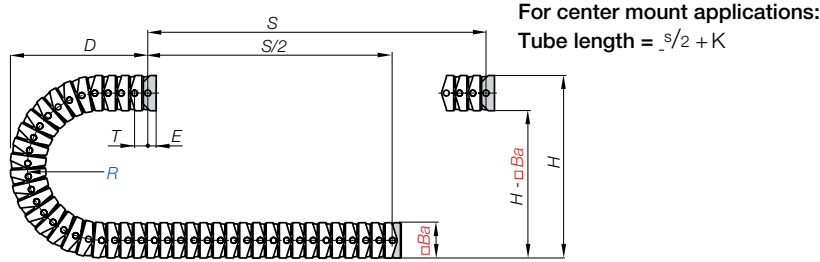 For center mount applications:
Tube length = s/2 + K
S
D
S/2
T
E
R
H - □Ba
H
□Ba